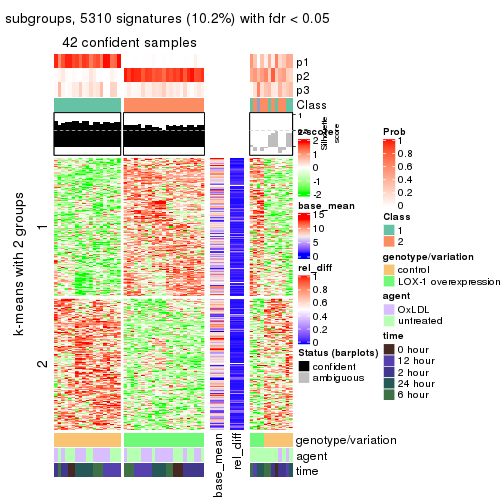 subgroups, 5310 signatures (10.2%) with fdr < 0.05
42 confident samples
p1
p2
p3
Class
1
0.5
Silhouette
score
z-score
2
1
0
-1
-2
base_mean
15
10
5
0
rel_diff
1
0.8
0.6
0.4
0.2
0
Status (barplots)
confident
ambiguous
k-means with 2 groups
1
2
genotype/variation
agent
time
base_mean
rel_diff
Prob
1
0.8
0.6
0.4
0.2
0
Class
1
2
genotype/variation
control
LOX-1 overexpression
agent
OxLDL
untreated
time
0 hour
12 hour
2 hour
24 hour
6 hour